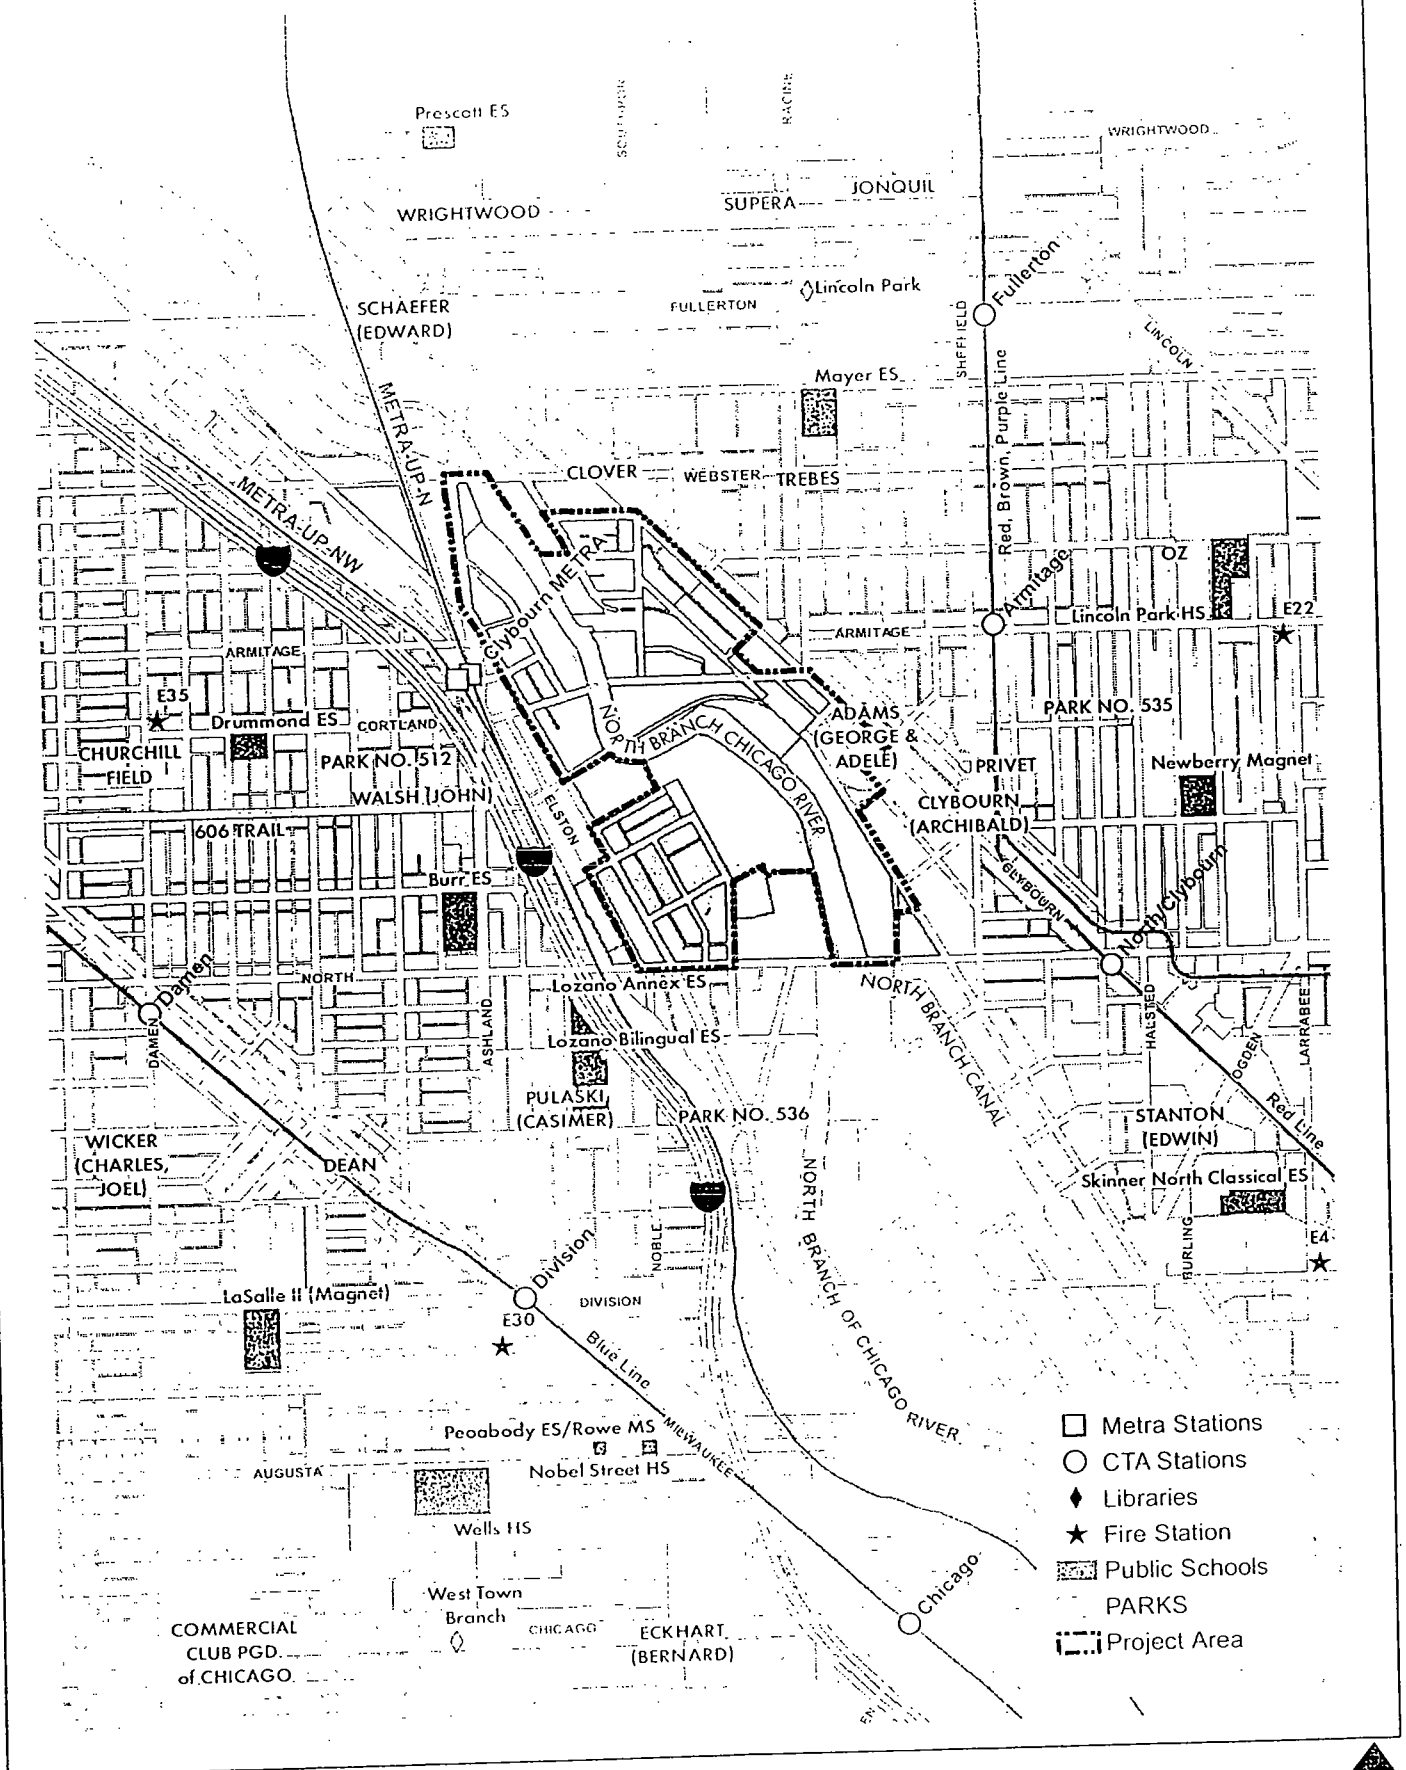 Prescott ES
RACINE
WRIGHTWOOD
JONQUIL
SUPERA
WRIGHTWOOD
Fullerton
Lincoln Park
FULLERTON
SCHAEFER
(EDWARD)
SHEFFIELD
LINCOLN
Red, Brown, Purple Line
Mayer ES
METRA-UP-N
CLOVER
WEBSTER
TREBES
METRA-UP-NW
Clybourn METRA
OZ
Armitage
Lincoln Park HS
E22
ARMITAGE
ARMITAGE
E35
Drummond ES
CORTLAND
CHURCHILL
FIELD
PARK NO. 512
WALSH (JOHN)
606 TRAIL
NORTH BRANCH CHICAGO RIVER
ADAMS
(GEORGE &
ADELE)
PARK NO. 535
PRIVET
Newberry Magnet
CLYBOURN
(ARCHIBALD)
ELSTON
CLYBOURN
North/Clybourn
Burr ES
Damen
NORTH
Lozano Annex ES
NORTH BRANCH CANAL
DAMEN
ASHLAND
HALSTED
OGDEN
LARRABEE
Lozano Bilingual ES
PULASKI
(CASIMER)
PARK NO. 536
Red Line
STANTON
(EDWIN)
WICKER
(CHARLES,
JOEL)
DEAN
Skinner North Classical ES
NORTH BRANCH OF CHICAGO RIVER
NOBLE
BURLING
E4
Division
LaSalle II (Magnet)
DIVISION
E30
Blue Line
Peoabody ES/Rowe MS
MILWAUKEE
AUGUSTA
Nobel Street HS
Wells HS
West Town
Branch
CHICAGO
Chicago
COMMERCIAL
CLUB PGD.
of CHICAGO
ECKHART
(BERNARD)
Metra Stations
CTA Stations
Libraries
Fire Station
Public Schools
PARKS
Project Area